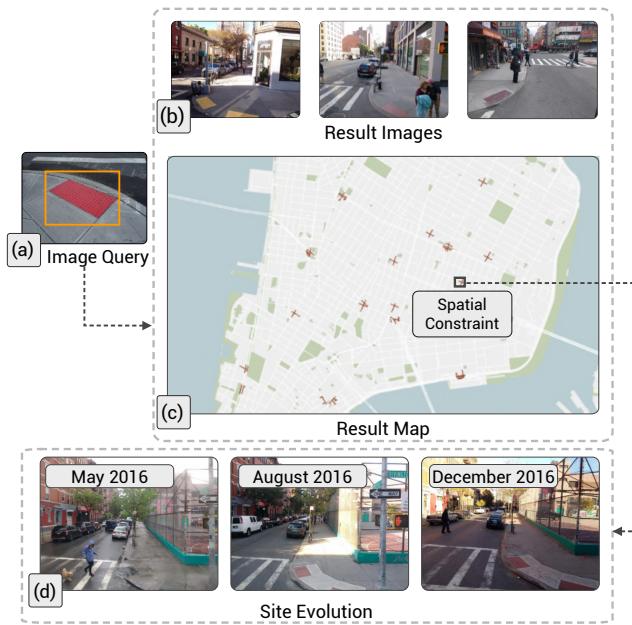 (b)
Result Images
(a)
Image Query
Spatial
Constraint
(c)
Result Map
May 2016
August 2016
December 2016
(d)
Site Evolution